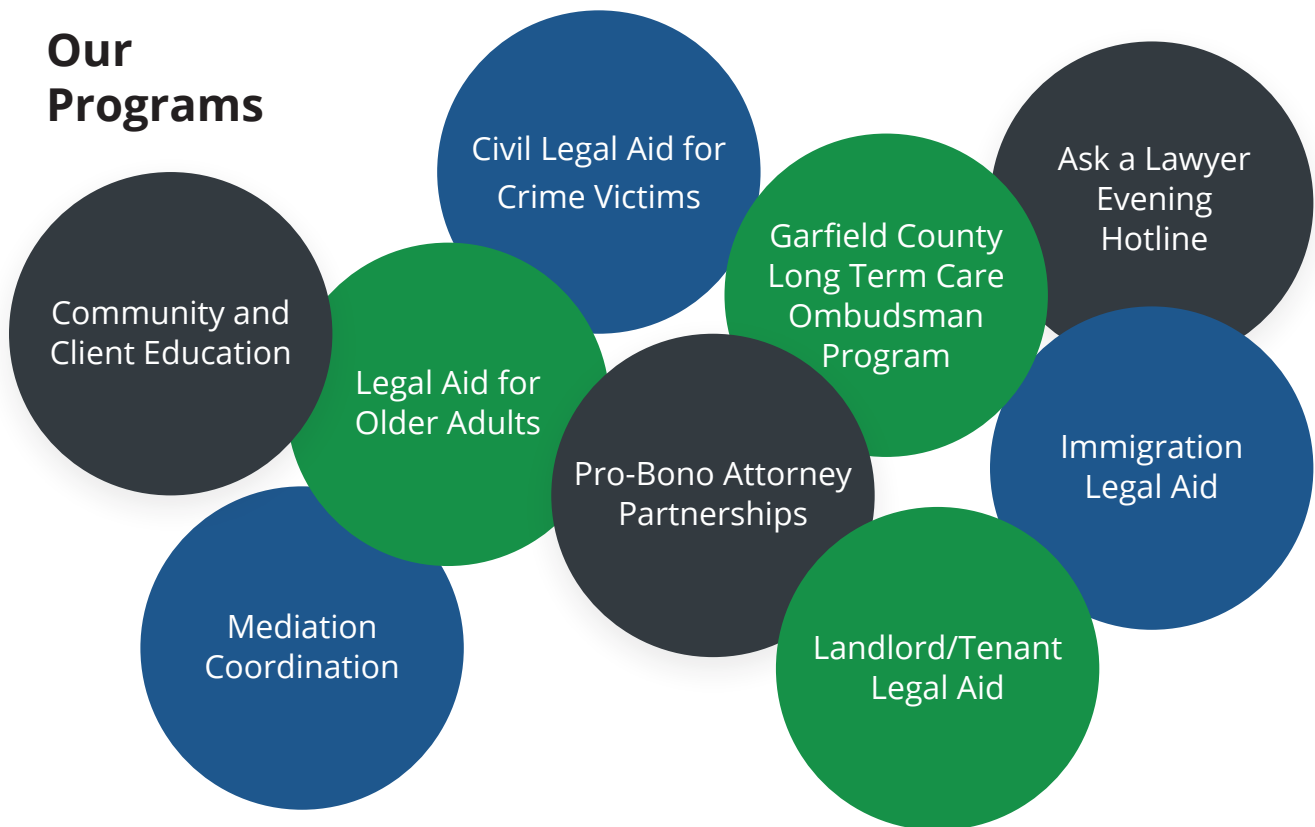 Our
Programs
Civil Legal Aid for
Crime Victims
Ask a Lawyer
Evening
Hotline
Garfield County
Long Term Care
Ombudsman
Program
Community and
Client Education
Legal Aid for
Older Adults
Pro-Bono Attorney
Partnerships
Immigration
Legal Aid
Mediation
Coordination
Landlord/Tenant
Legal Aid